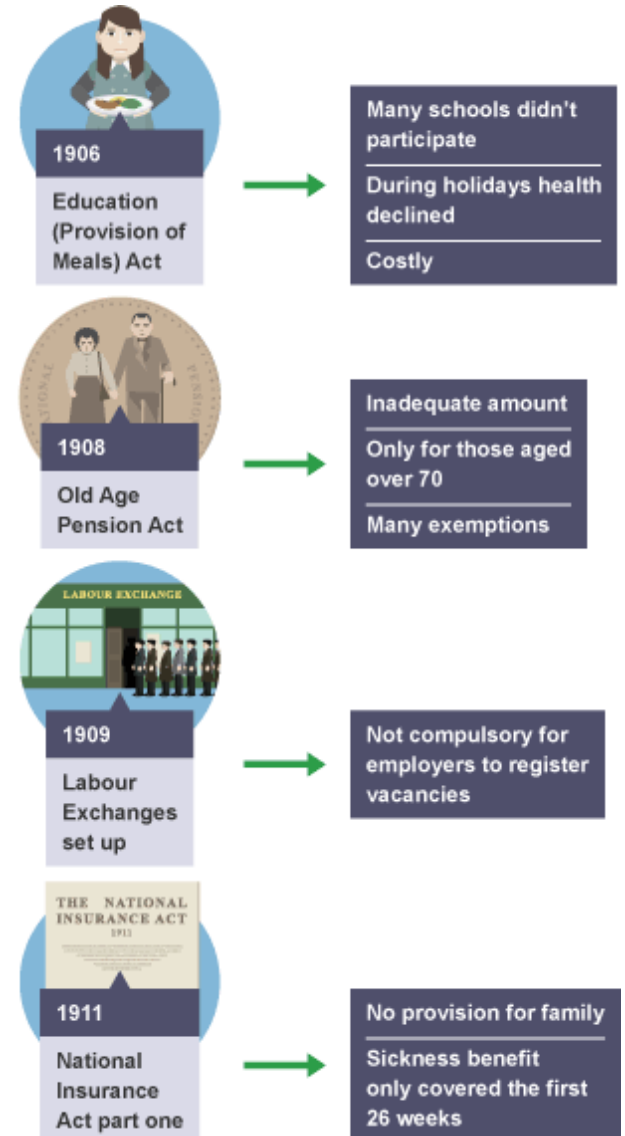 1906
Education
(Provision of
Meals) Act
Many schools didn't
participate
During holidays health
declined
Costly
NATIONAL
PENSION
1908
Old Age
Pension Act
Inadequate amount
Only for those aged
over 70
Many exemptions
LABOUR EXCHANGE
1909
Labour
Exchanges
set up
Not compulsory for
employers to register
vacancies
THE NATIONAL
INSURANCE ACT
1911
1911
National
Insurance
Act part one
No provision for family
Sickness benefit
only covered the first
26 weeks